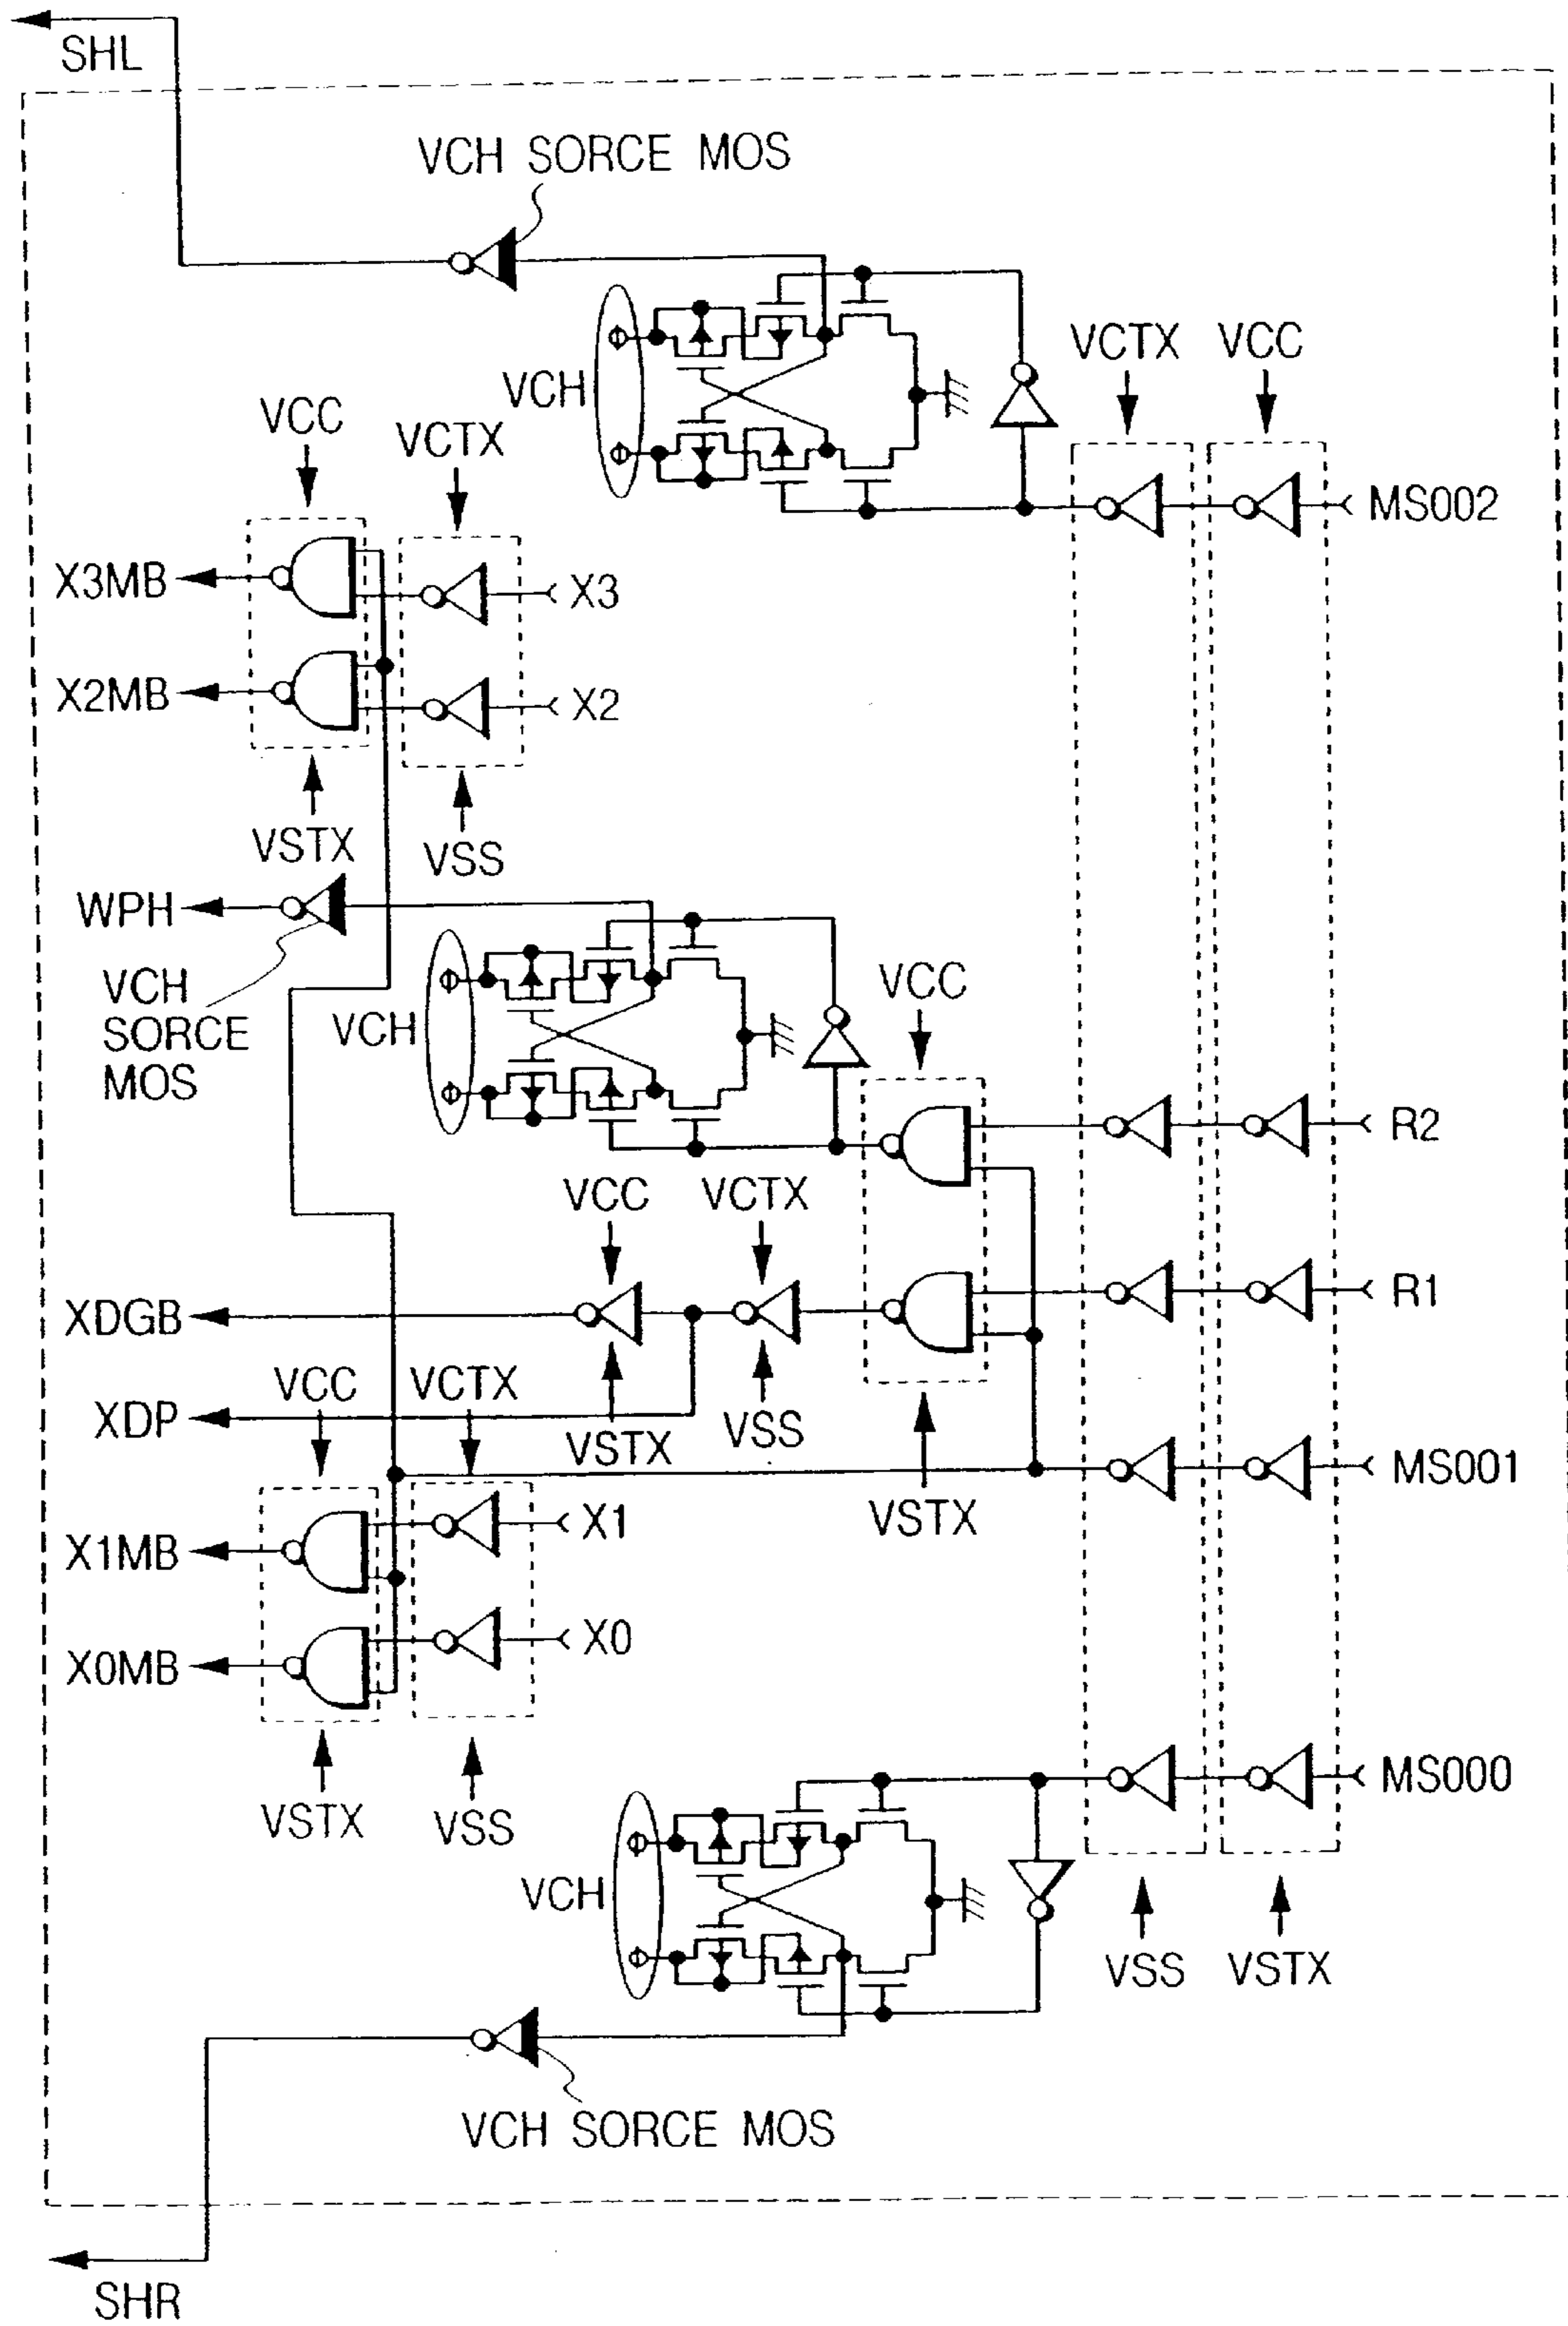 SHL
VCH SORCE MOS
VCTX
VCC
VCH
VCC
VCTX
MS002
X3MB
X3
X2MB
X2
VSTX
VSS
WPH
VCH
SORCE
MOS
VCH
VCC
R2
VCC
VCTX
XDGB
R1
VCC
VCTX
XDP
VSTX
VSS
MS001
VSTX
X1
X1MB
X0
X0MB
MS000
VSTX
VSS
VCH
VSS
VSTX
VCH SORCE MOS
SHR